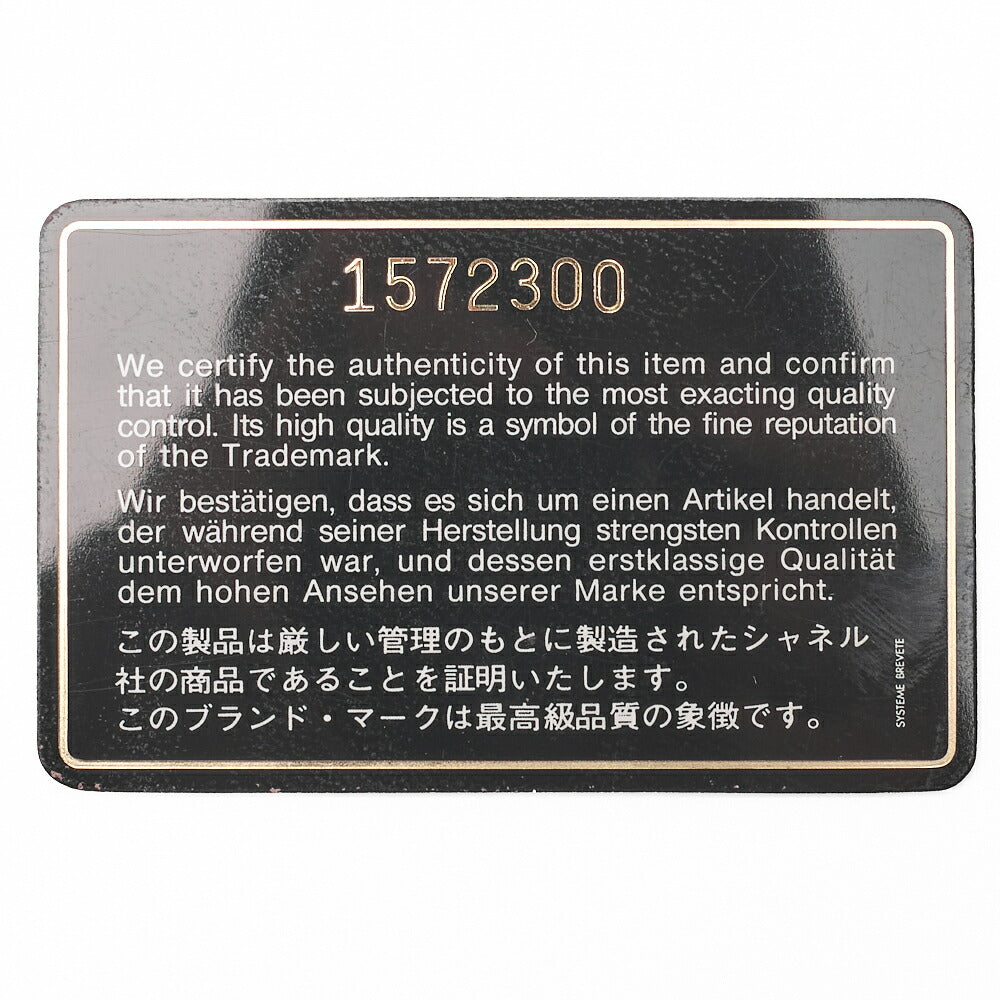 1572300
We certify the authenticity of this item and confirm
that it has been subjected to the most exacting quality
control. Its high quality is a symbol of the fine reputation
of the Trademark.
Wir bestätigen, dass es sich um einen Artikel handelt,
der während seiner Herstellung strengsten Kontrollen
unterworfen war, und dessen erstklassige Qualität
dem hohen Ansehen unserer Marke entspricht.
この製品は厳しい管理のもとに製造されたシャネル
社の商品であることを証明いたします。
このブランド・マークは最高級品質の象徴です。
SYSTEME BREVETE